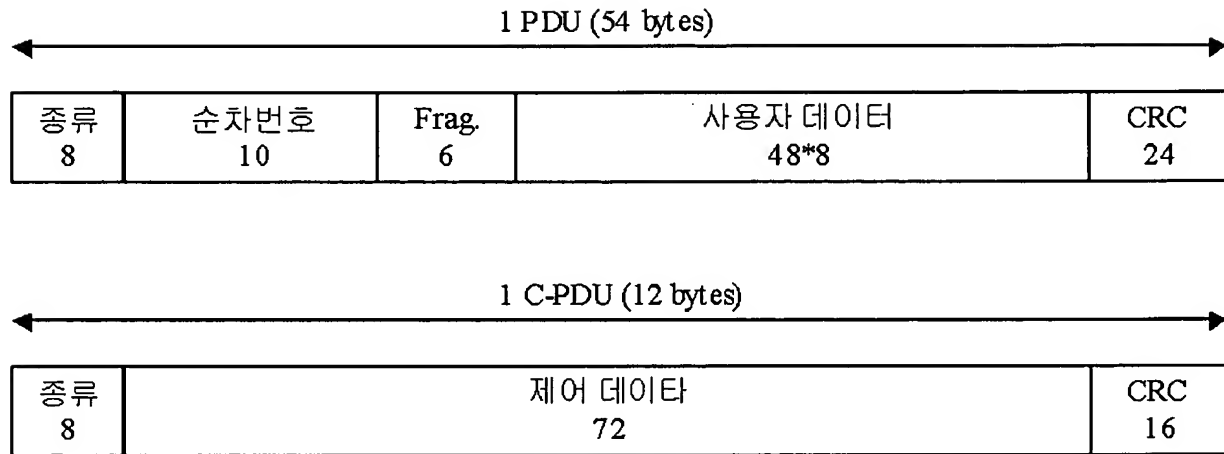 1 PDU (54 bytes)
종류 순차번호 Frag. 사용자 데이터 CRC
8 10 6 48*8 24
1 C-PDU (12 bytes)
종류 제어 데이타 CRC
8 72 16